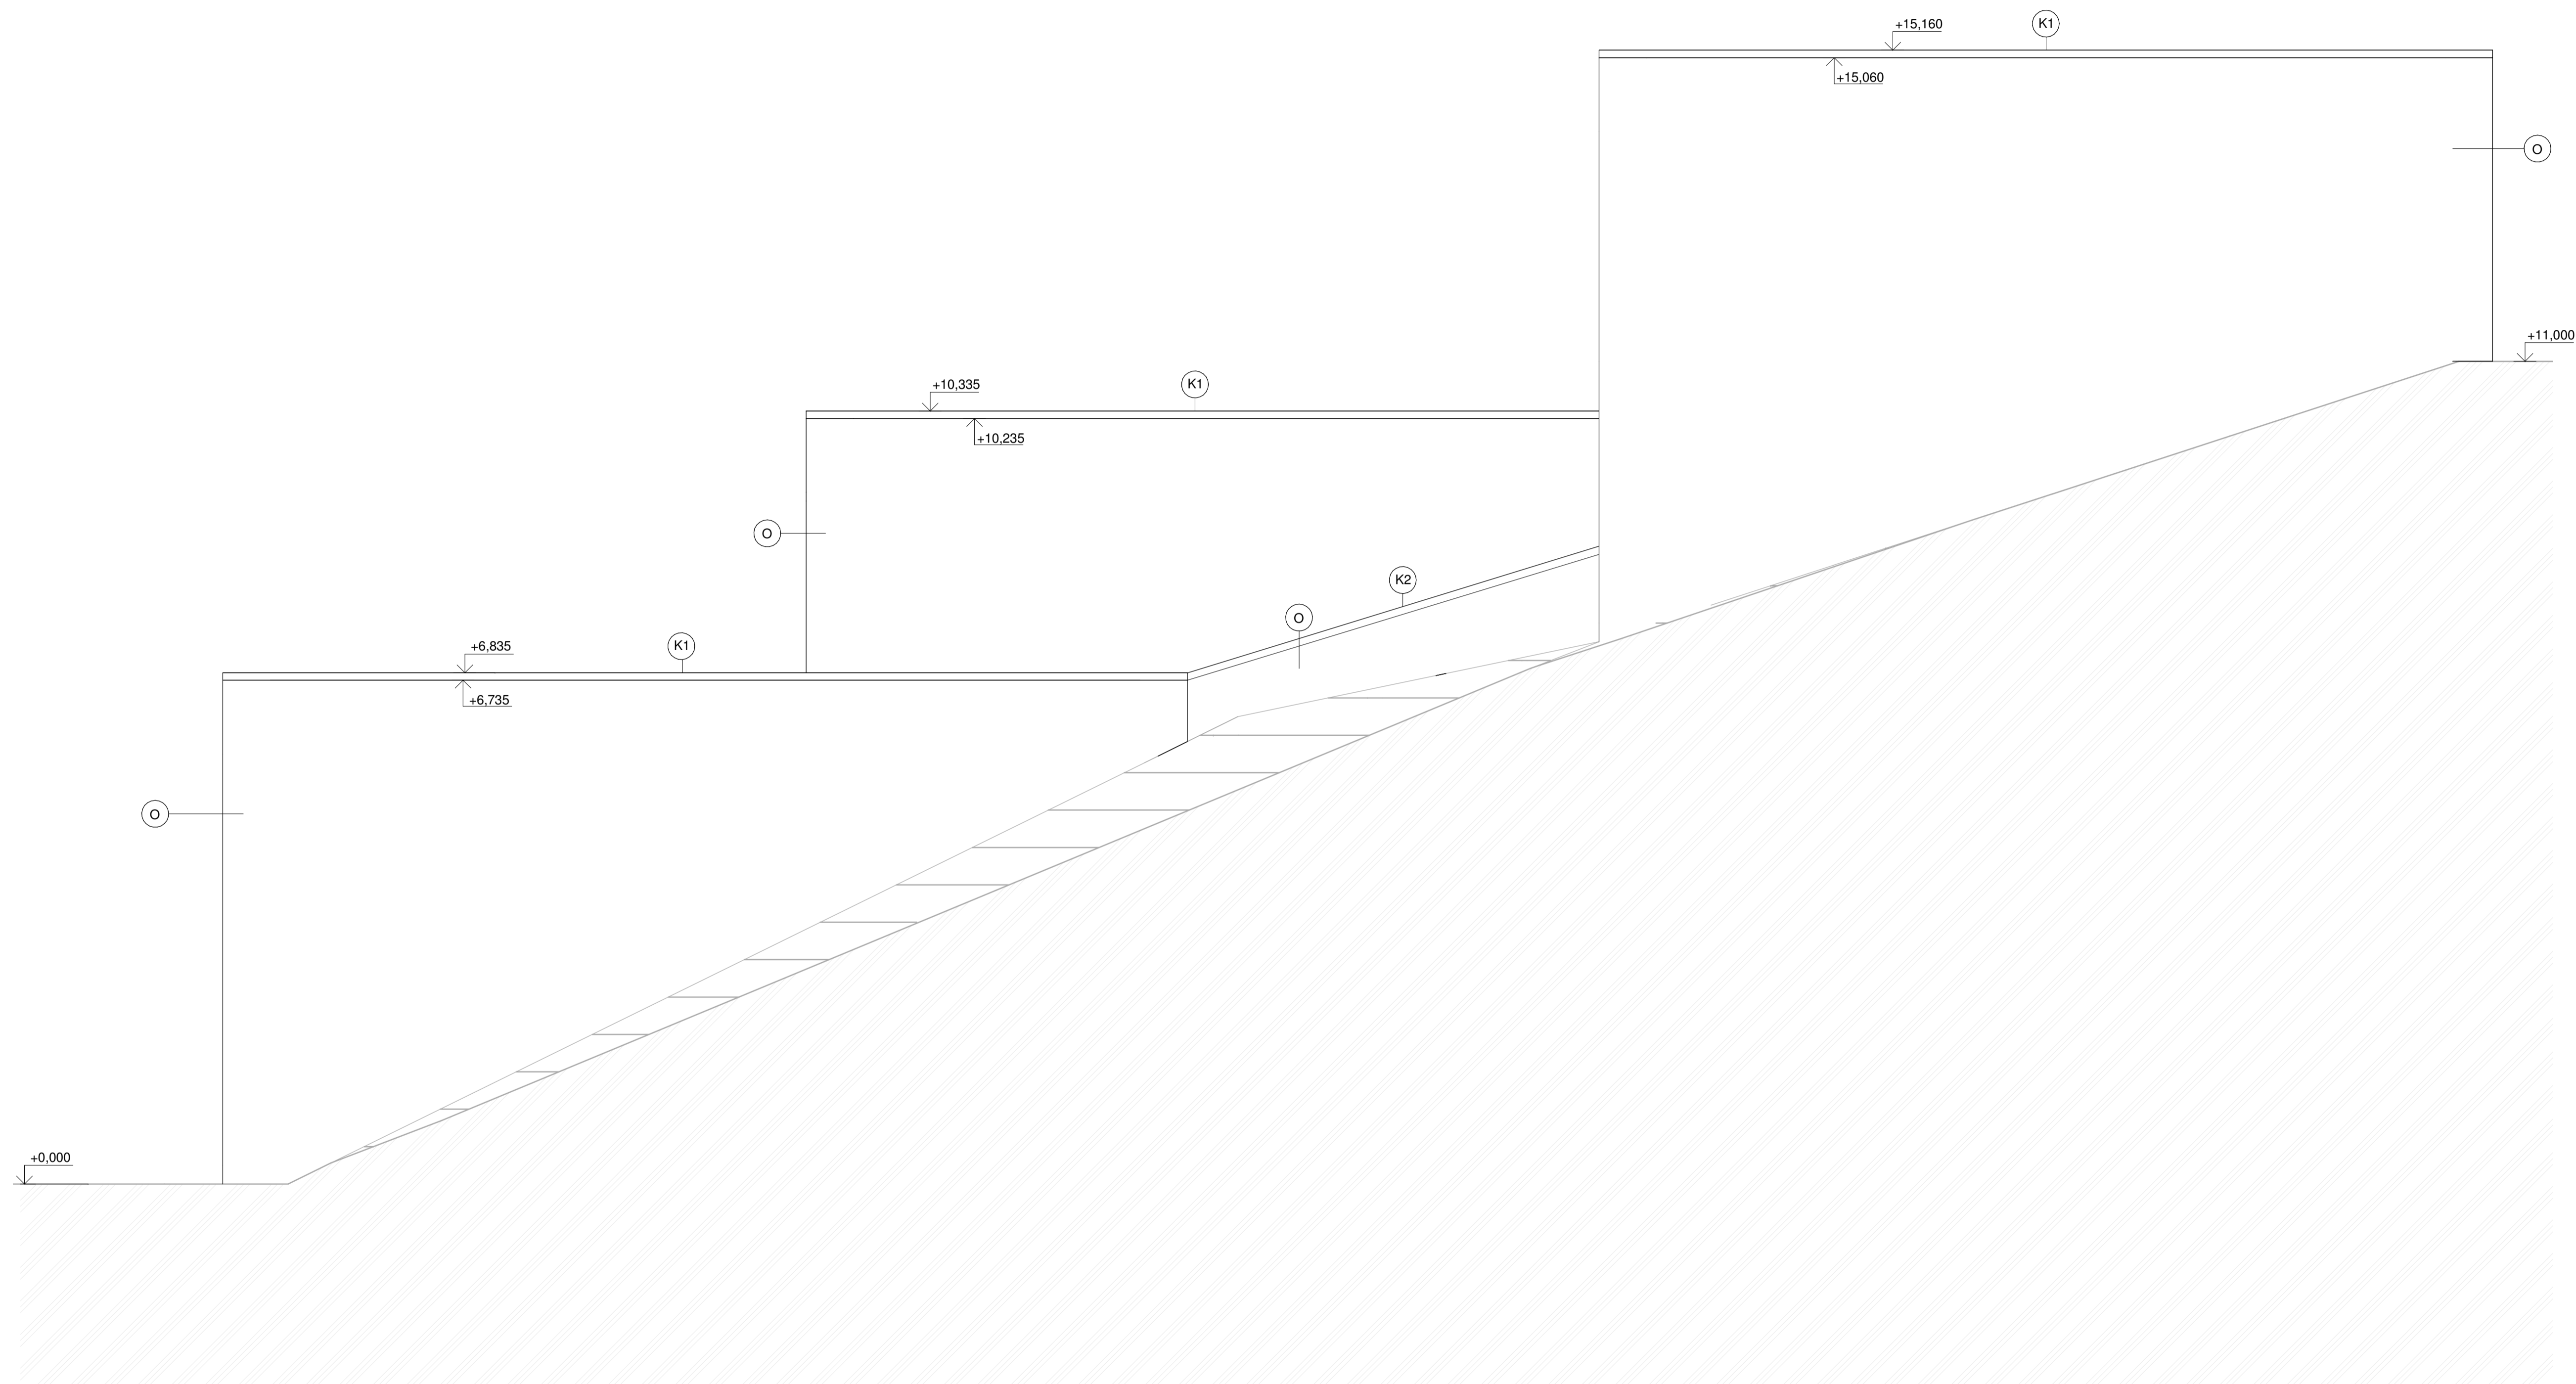 +15,160
K1
+15,060
O
+11,000
+10,335
K1
+10,235
O
K2
O
+6,835
K1
+6,735
O
+0,000